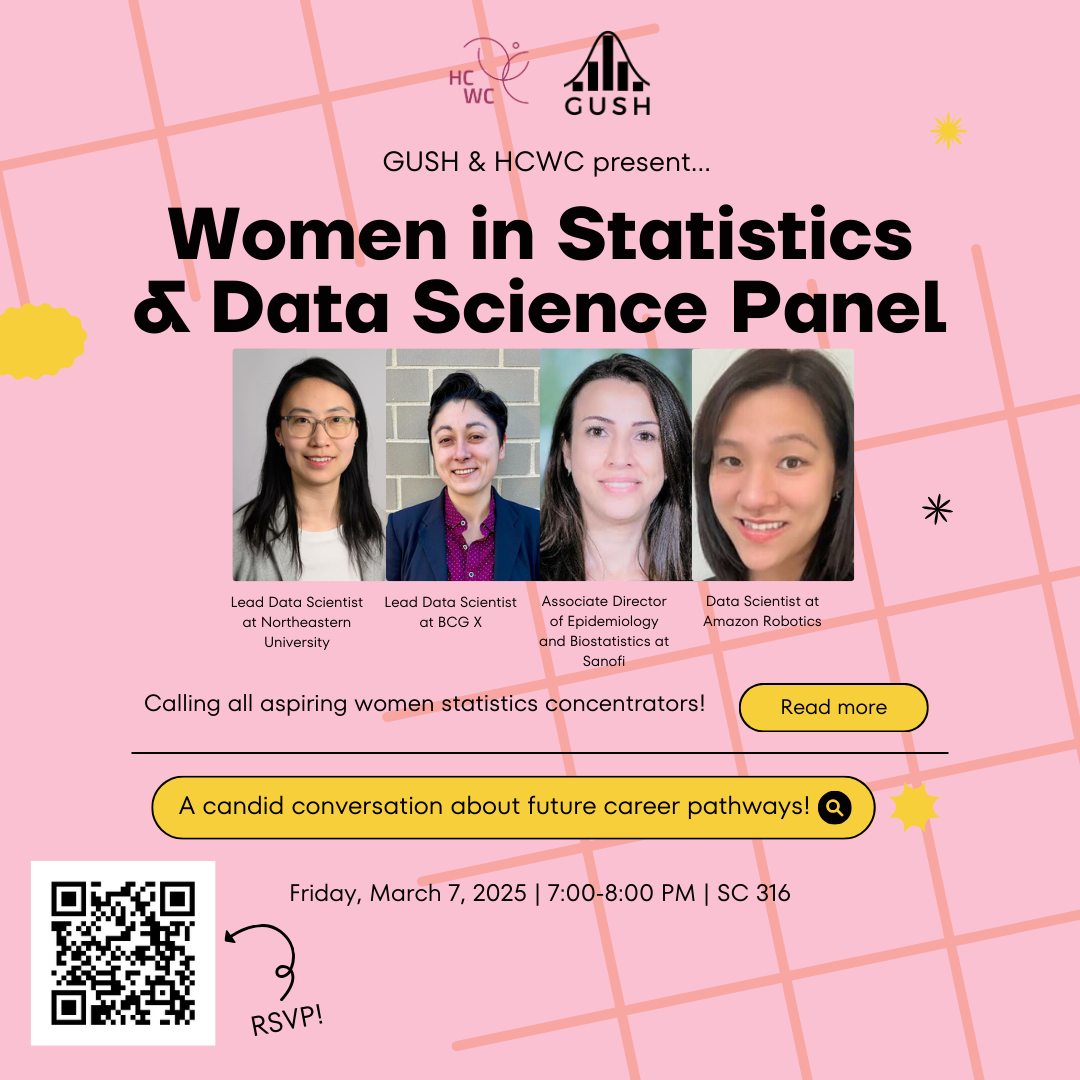 HC
WC
GUSH
GUSH & HCWC present...
Women in Statistics
& Data Science Panel
Lead Data Scientist
at Northeastern
University
Lead Data Scientist
at BCG X
Associate Director
of Epidemiology
and Biostatistics at
Sanofi
Data Scientist at
Amazon Robotics
Calling all aspiring women statistics concentrators!
Read more
A candid conversation about future career pathways!
Friday, March 7, 2025 | 7:00-8:00 PM | SC 316
RSVP!